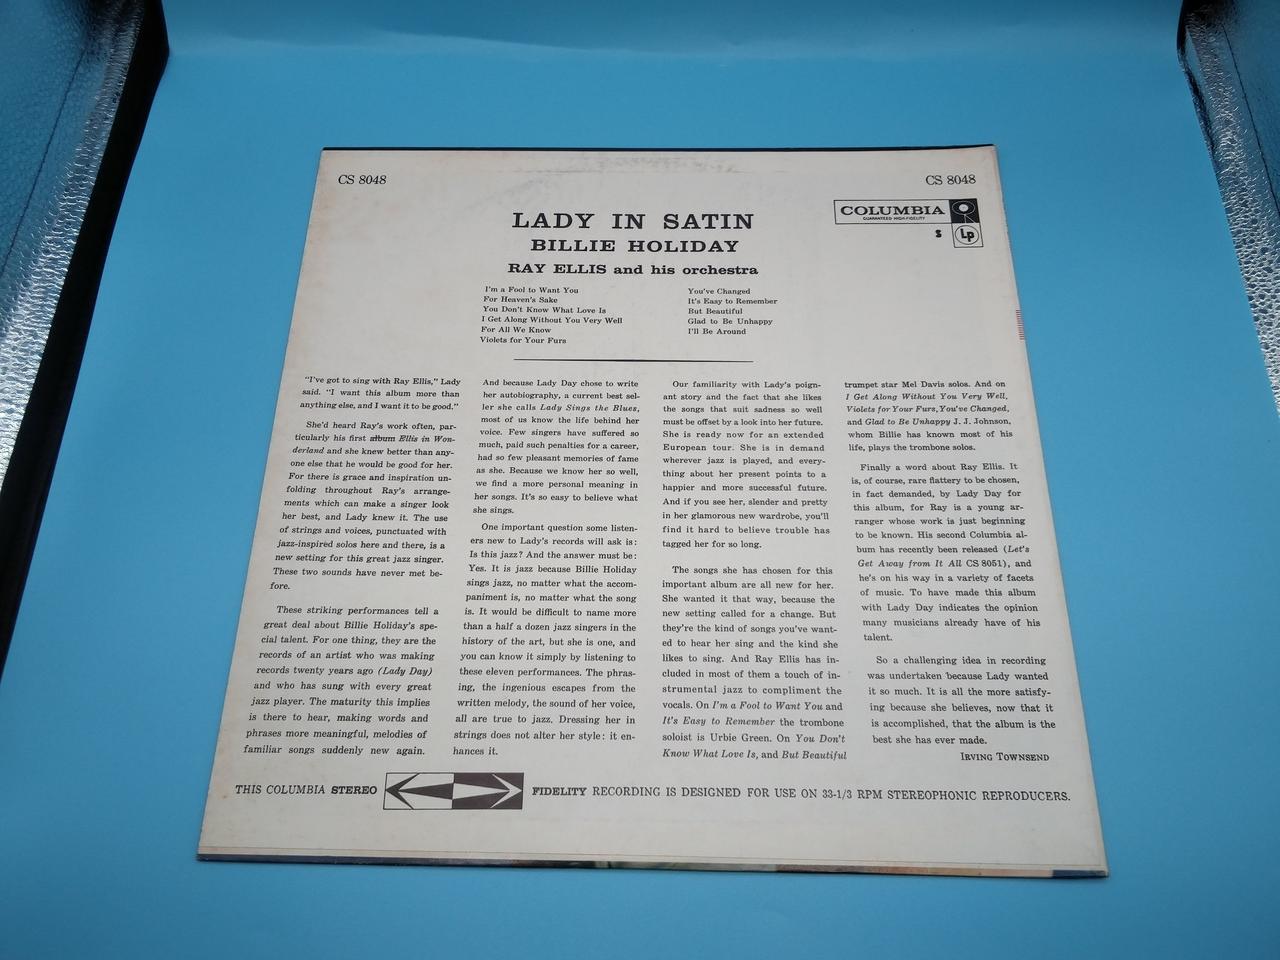 CS 8048
CS 8048
COLUMBIA
GUARANTEED HIGH-FIDELITY
S
Lp
LADY IN SATIN
BILLIE HOLIDAY
RAY ELLIS and his orchestra
I'm a Fool to Want You
For Heaven's Sake
You Don't Know What Love Is
I Get Along Without You Very Well
For All We Know
Violets for Your Furs
You've Changed
It's Easy to Remember
But Beautiful
Glad to Be Unhappy
I'll Be Around
"I've got to sing with Ray Ellis," Lady
said. "I want this album more than
anything else, and I want it to be good."
She'd heard Ray's work often, par-
ticularly his first album Ellis in Won-
derland and she knew better than any-
one else that he would be good for her.
For there is grace and inspiration un-
folding throughout Ray's arrange-
ments which can make a singer look
her best, and Lady knew it. The use
of strings and voices, punctuated with
jazz-inspired solos here and there, is a
new setting for this great jazz singer.
These two sounds have never met be-
fore.
These striking performances tell a
great deal about Billie Holiday's spe-
cial talent. For one thing, they are the
records of an artist who was making
records twenty years ago (Lady Day)
and who has sung with every great
jazz player. The maturity this implies
is there to hear, making words and
phrases more meaningful, melodies of
familiar songs suddenly new again.
And because Lady Day chose to write
her autobiography, a current best sel-
ler she calls Lady Sings the Blues,
most of us know the life behind her
voice. Few singers have suffered so
much, paid such penalties for a career,
had so few pleasant memories of fame
as she. Because we know her so well,
we find a more personal meaning in
her songs. It's so easy to believe what
she sings.
One important question some listen-
ers new to Lady's records will ask is:
Is this jazz? And the answer must be:
Yes. It is jazz because Billie Holiday
sings jazz, no matter what the accom-
paniment is, no matter what the song
is. It would be difficult to name more
than a half a dozen jazz singers in the
history of the art, but she is one, and
you can know it simply by listening to
these eleven performances. The phras-
ing, the ingenious escapes from the
written melody, the sound of her voice,
all are true to jazz. Dressing her in
strings does not alter her style: it en-
hances it.
Our familiarity with Lady's poign-
ant story and the fact that she likes
the songs that suit sadness so well
must be offset by a look into her future.
She is ready now for an extended
European tour. She is in demand
wherever jazz is played, and every-
thing about her present points to a
happier and more successful future.
And if you see her, slender and pretty
in her glamorous new wardrobe, you'll
find it hard to believe trouble has
tagged her for so long.
The songs she has chosen for this
important album are all new for her.
She wanted it that way, because the
new setting called for a change. But
they're the kind of songs you've want-
ed to hear her sing and the kind she
likes to sing. And Ray Ellis has in-
cluded in most of them a touch of in-
strumental jazz to compliment the
vocals. On I'm a Fool to Want You and
It's Easy to Remember the trombone
soloist is Urbie Green. On You Don't
Know What Love Is, and But Beautiful
trumpet star Mel Davis solos. And on
I Get Along Without You Very Well,
Violets for Your Furs, You've Changed,
and Glad to Be Unhappy J. J. Johnson,
whom Billie has known most of his
life, plays the trombone solos.
Finally a word about Ray Ellis. It
is, of course, rare flattery to be chosen,
in fact demanded, by Lady Day for
this album, for Ray is a young ar-
ranger whose work is just beginning
to be known. His second Columbia al-
bum has recently been released (Let's
Get Away from It All CS 8051), and
he's on his way in a variety of facets
of music. To have made this album
with Lady Day indicates the opinion
many musicians already have of his
talent.
So a challenging idea in recording
was undertaken because Lady wanted
it so much. It is all the more satisfy-
ing because she believes, now that it
is accomplished, that the album is the
best she has ever made.
IRVING TOWNSEND
THIS COLUMBIA STEREO FIDELITY RECORDING IS DESIGNED FOR USE ON 33-1/3 RPM STEREOPHONIC REPRODUCERS.